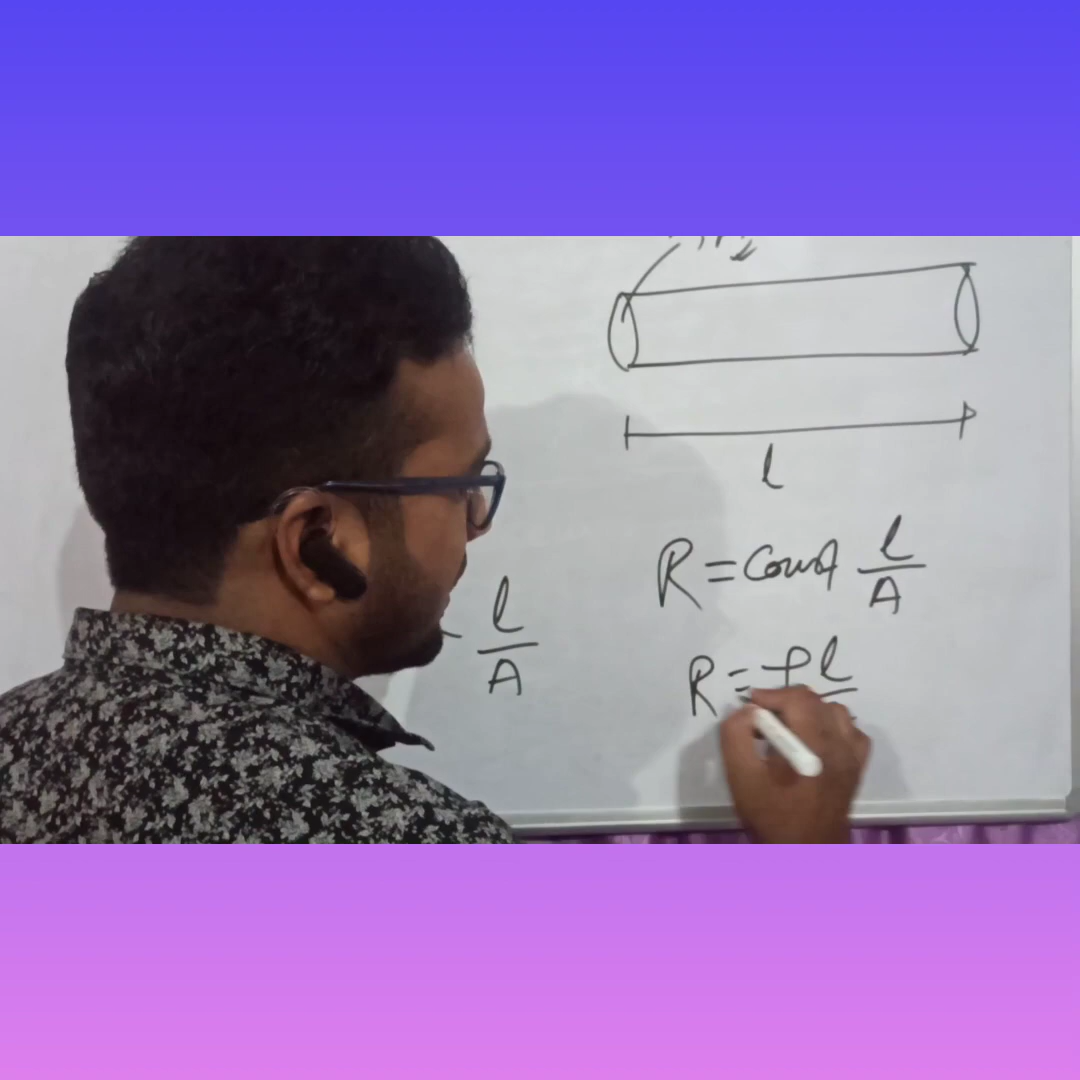 l
R = Const l/A
l/A
R = ρl